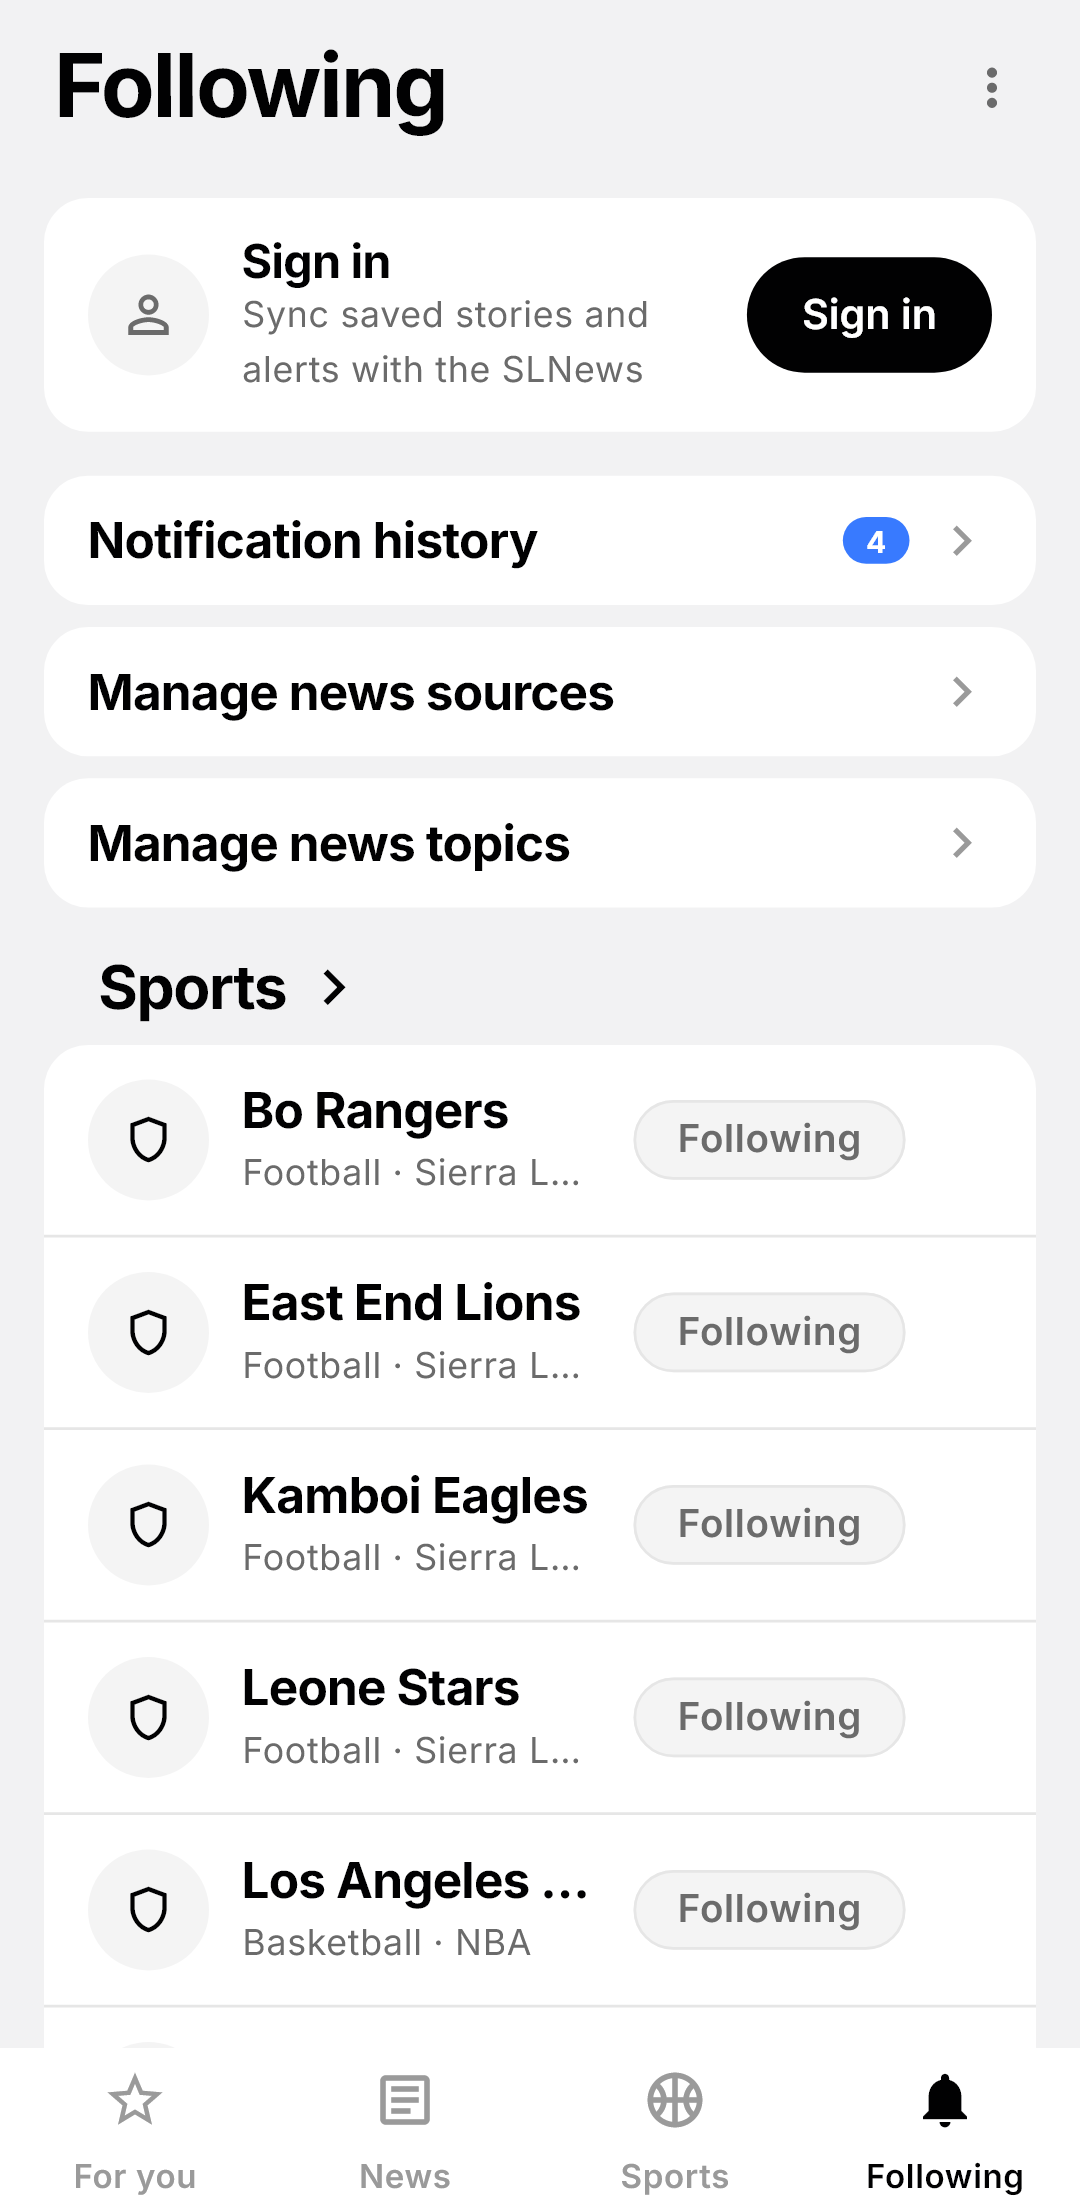 Following
Sign in
Sync saved stories and
alerts with the SLNews
Sign in
Notification history
4
Manage news sources
Manage news topics
Sports
Bo Rangers
Football · Sierra L...
Following
East End Lions
Football · Sierra L...
Following
Kamboi Eagles
Football · Sierra L...
Following
Leone Stars
Football · Sierra L...
Following
Los Angeles ...
Basketball · NBA
Following
For you
News
Sports
Following